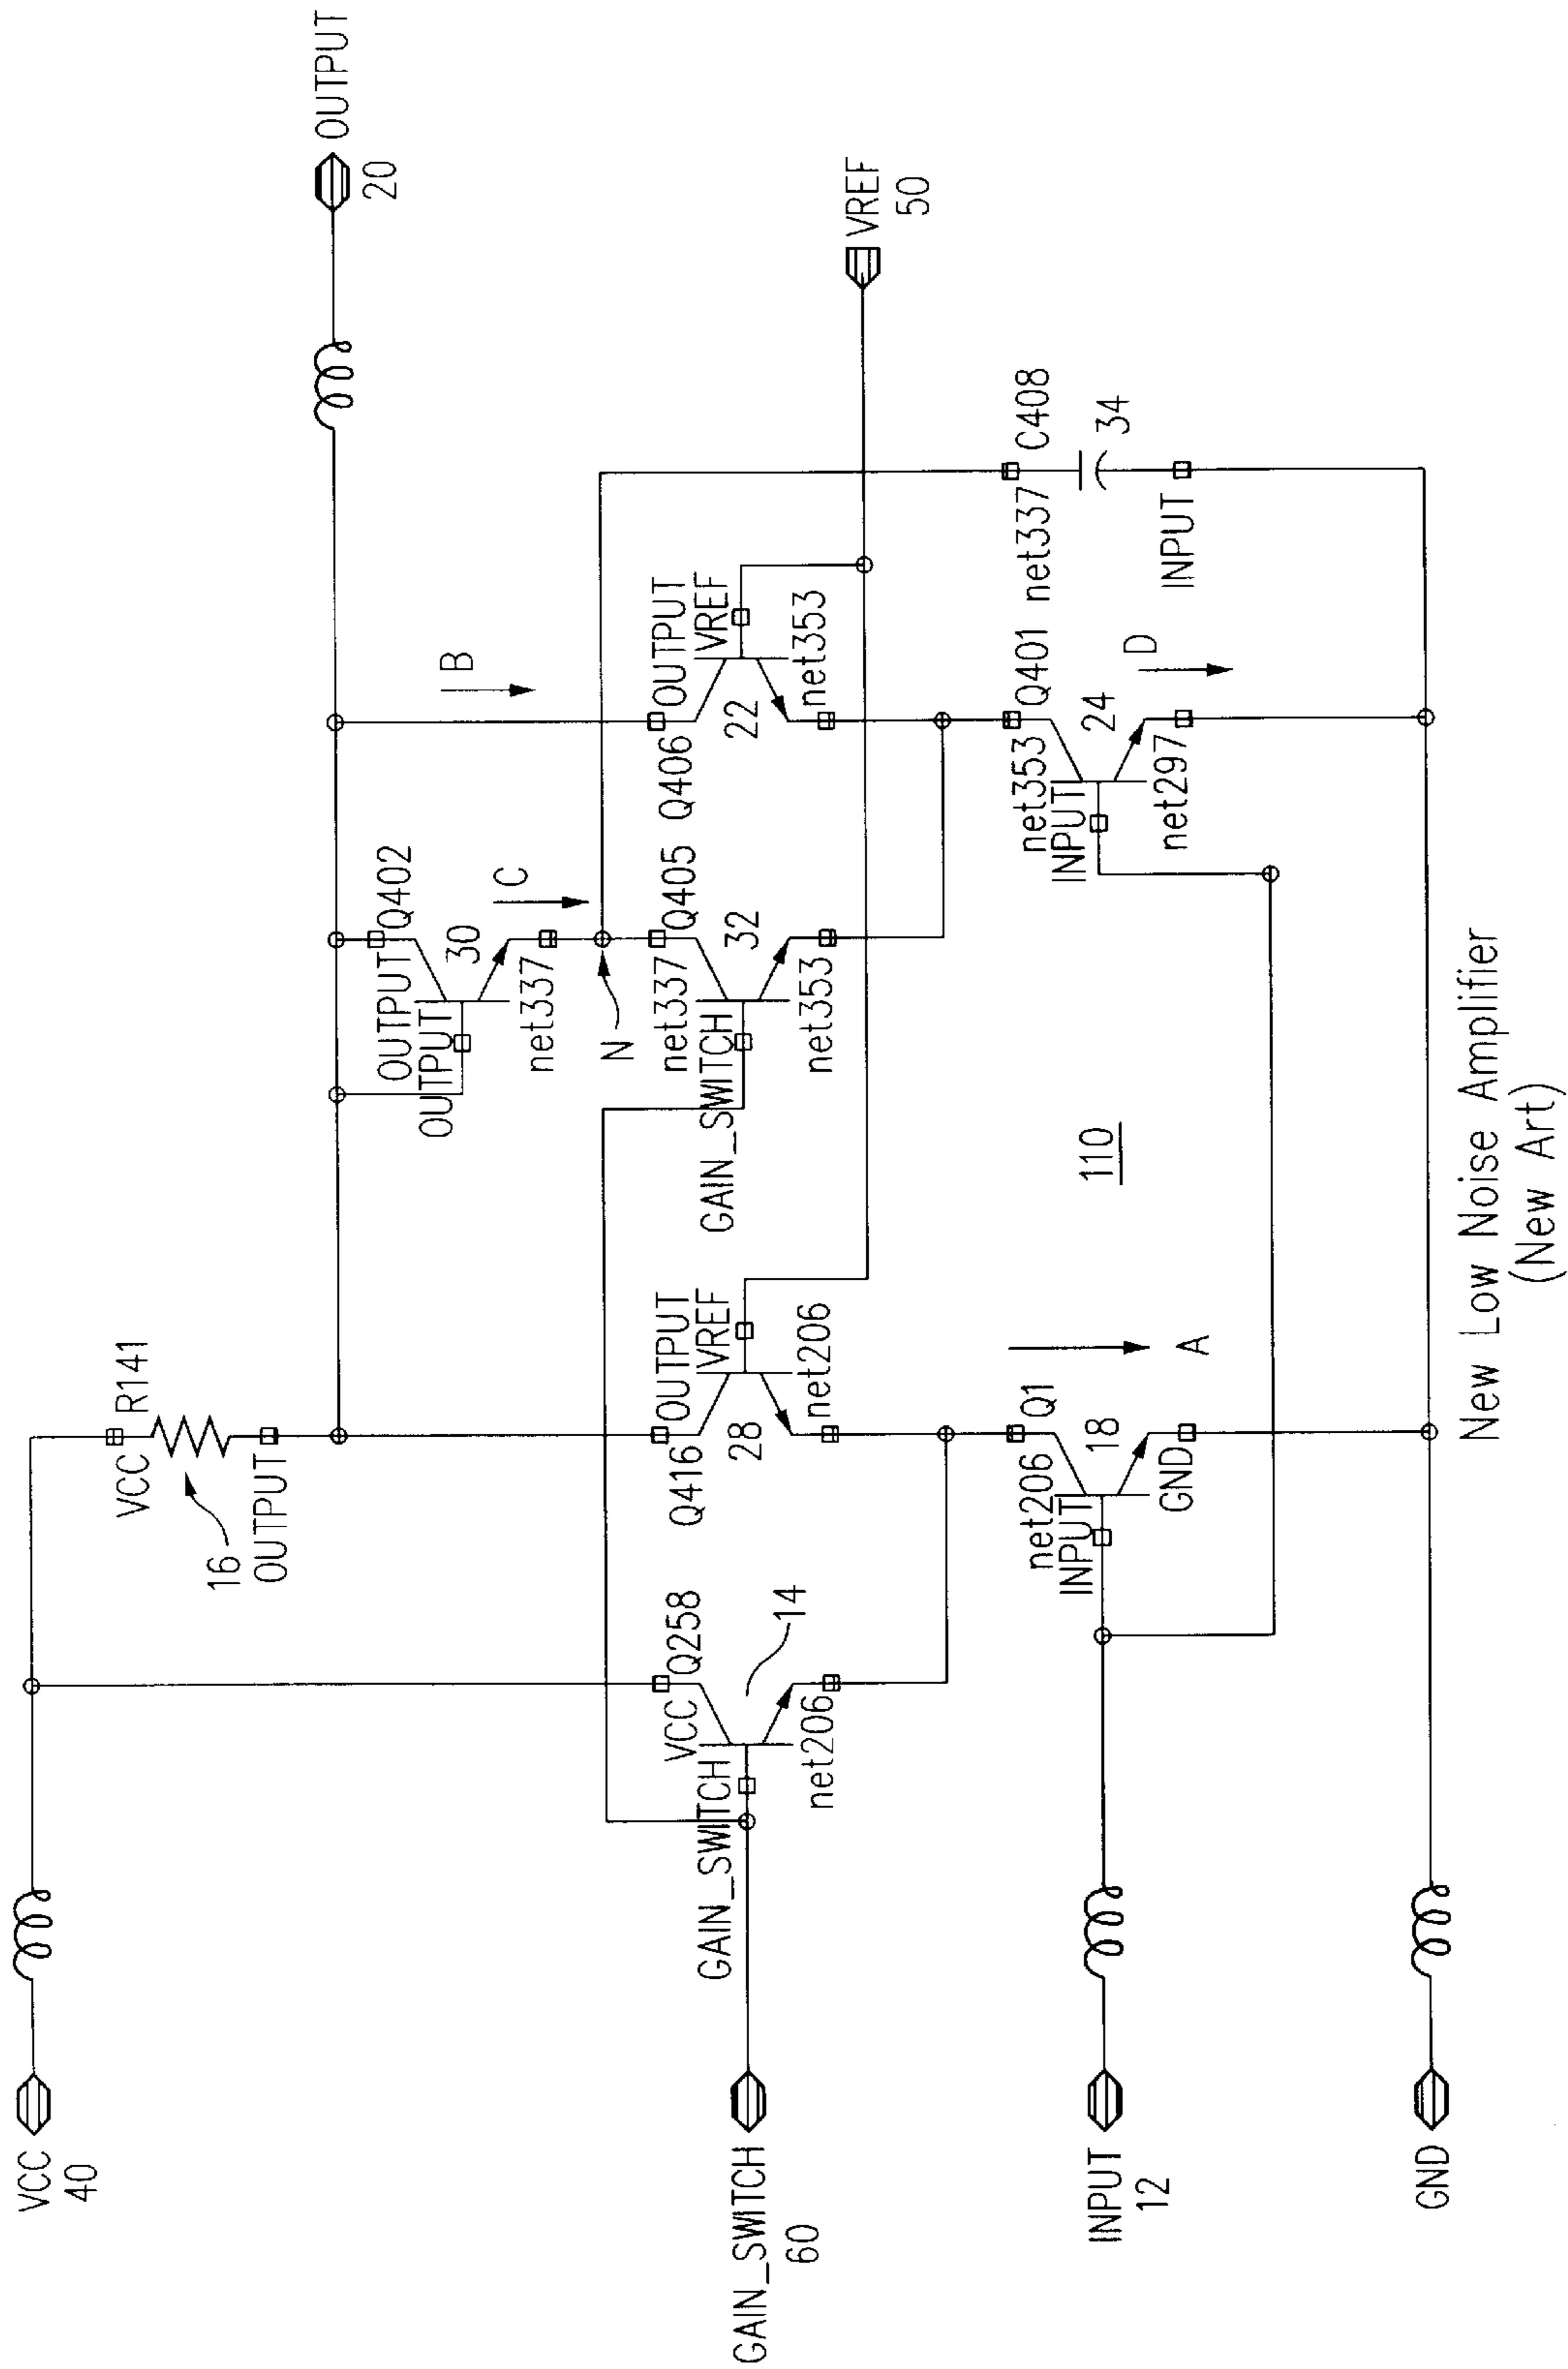 VCC
40
R141
VCC
16
OUTPUT
OUTPUT
20
Q402
OUTPUT
OUTPUT
30
net337
C
B
N
Q258
VCC
GAIN_SWITCH
14
net206
Q416
OUTPUT
VREF
28
net206
Q405
net337
GAIN_SWITCH
32
net353
Q406
OUTPUT
VREF
22
net353
VREF
50
GAIN_SWITCH
60
Q1
net206
INPUT
18
GND
A
110
Q401
net353
INPUT
24
net297
D
C408
net337
34
INPUT
INPUT
12
GND
New Low Noise Amplifier
(New Art)